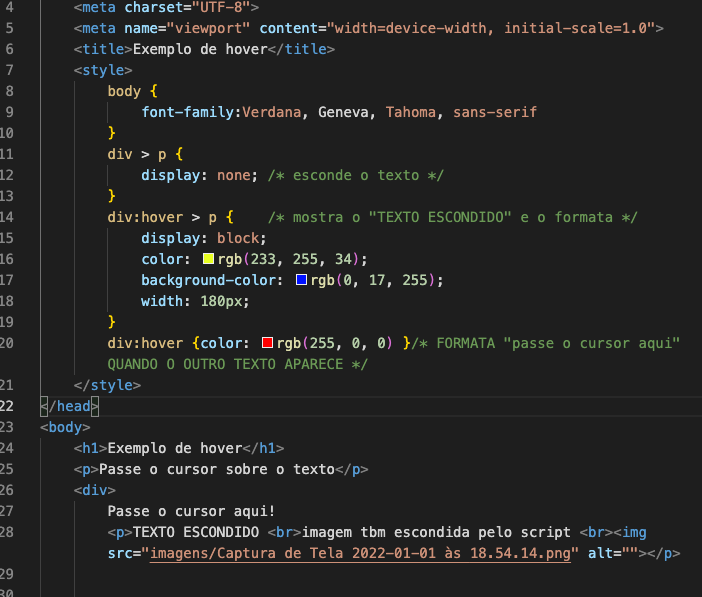 4 <meta charset="UTF-8">
5 <meta name="viewport" content="width=device-width, initial-scale=1.0">
6 <title>Exemplo de hover</title>
7 <style>
8 body {
9 font-family:Verdana, Geneva, Tahoma, sans-serif
10 }
11 div > p {
12 display: none; /* esconde o texto */
13 }
14 div:hover > p { /* mostra o "TEXTO ESCONDIDO" e o formata */
15 display: block;
16 color: rgb(233, 255, 34);
17 background-color: rgb(0, 17, 255);
18 width: 180px;
19 }
20 div:hover {color: rgb(255, 0, 0) }/* FORMATA "passe o cursor aqui"
QUANDO O OUTRO TEXTO APARECE */
21 </style>
22 </head>
23 <body>
24 <h1>Exemplo de hover</h1>
25 <p>Passe o cursor sobre o texto</p>
26 <div>
27 Passe o cursor aqui!
28 <p>TEXTO ESCONDIDO <br>imagem tbm escondida pelo script <br><img
src="imagens/Captura de Tela 2022-01-01 às 18.54.14.png" alt=""></p>
29
30